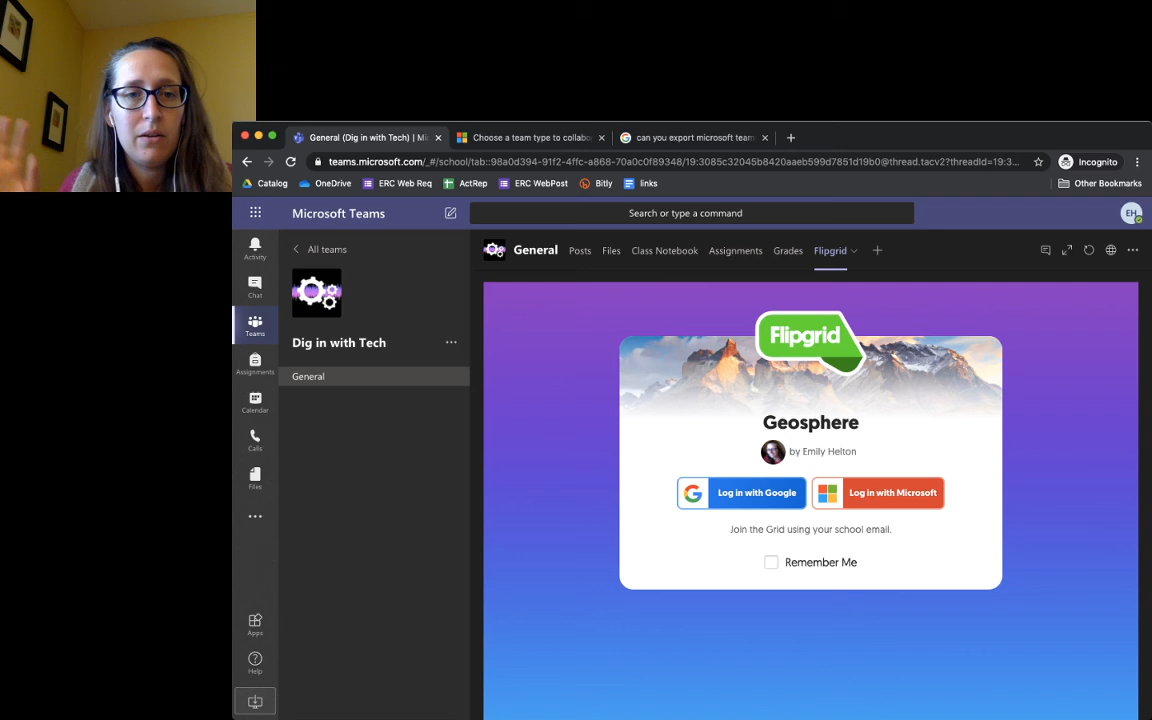 General (Dig in with Tech) | Mi
Choose a team type to collabo
can you export microsoft team
teams.microsoft.com/_#/school/tab::98a0d394-91f2-4ffc-a868-70a0c0f89348/19:3085c32045b8420aaeb599d7851d19b0@thread.tacv2?threadId=19:3...
Incognito
Catalog
OneDrive
ERC Web Req
ActRep
ERC WebPost
Bitly
links
Other Bookmarks
Microsoft Teams
Search or type a command
EH
Activity
Chat
Teams
Assignments
Calendar
Calls
Files
Apps
Help
All teams
Dig in with Tech
General
General
Posts
Files
Class Notebook
Assignments
Grades
Flipgrid
Flipgrid
Geosphere
by Emily Helton
Log in with Google
Log in with Microsoft
Join the Grid using your school email.
Remember Me